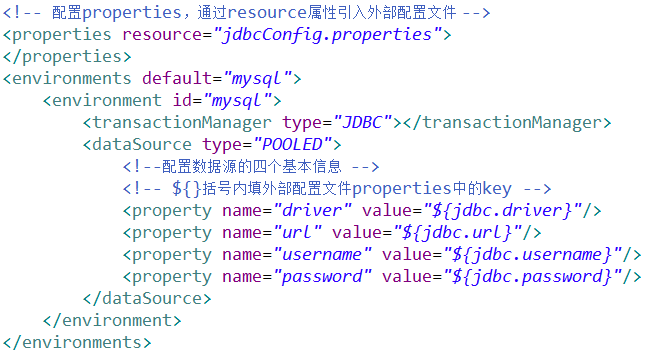 <!-- 配置properties，通过resource属性引入外部配置文件 -->
<properties resource="jdbcConfig.properties">
</properties>
<environments default="mysql">
    <environment id="mysql">
        <transactionManager type="JDBC"></transactionManager>
        <dataSource type="POOLED">
            <!--配置数据源的四个基本信息 -->
            <!-- ${}括号内填外部配置文件properties中的key -->
            <property name="driver" value="${jdbc.driver}"/>
            <property name="url" value="${jdbc.url}"/>
            <property name="username" value="${jdbc.username}"/>
            <property name="password" value="${jdbc.password}"/>
        </dataSource>
    </environment>
</environments>